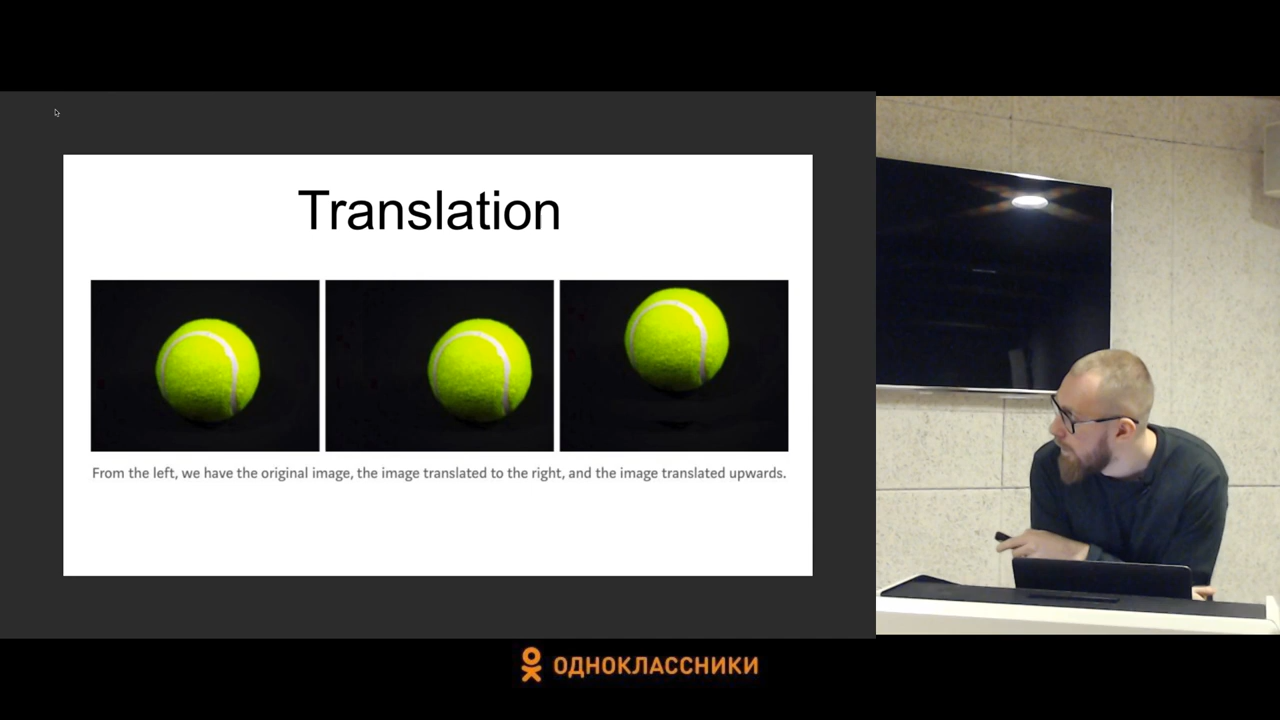 Translation
From the left, we have the original image, the image translated to the right, and the image translated upwards.
ОДНОКЛАССНИКИ